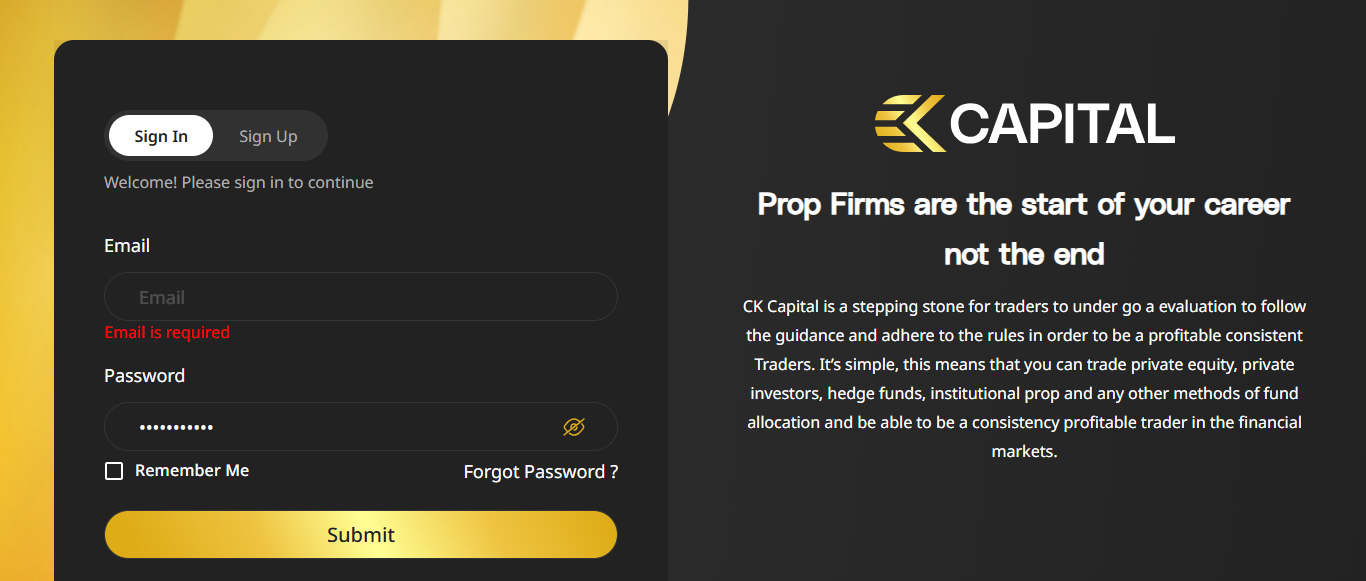 Sign In Sign Up
Welcome! Please sign in to continue
Email
Email
Email is required
Password
•••••••••••
Remember Me Forgot Password ?
Submit
CK CAPITAL
Prop Firms are the start of your career
not the end
CK Capital is a stepping stone for traders to under go a evaluation to follow
the guidance and adhere to the rules in order to be a profitable consistent
Traders. It’s simple, this means that you can trade private equity, private
investors, hedge funds, institutional prop and any other methods of fund
allocation and be able to be a consistency profitable trader in the financial
markets.